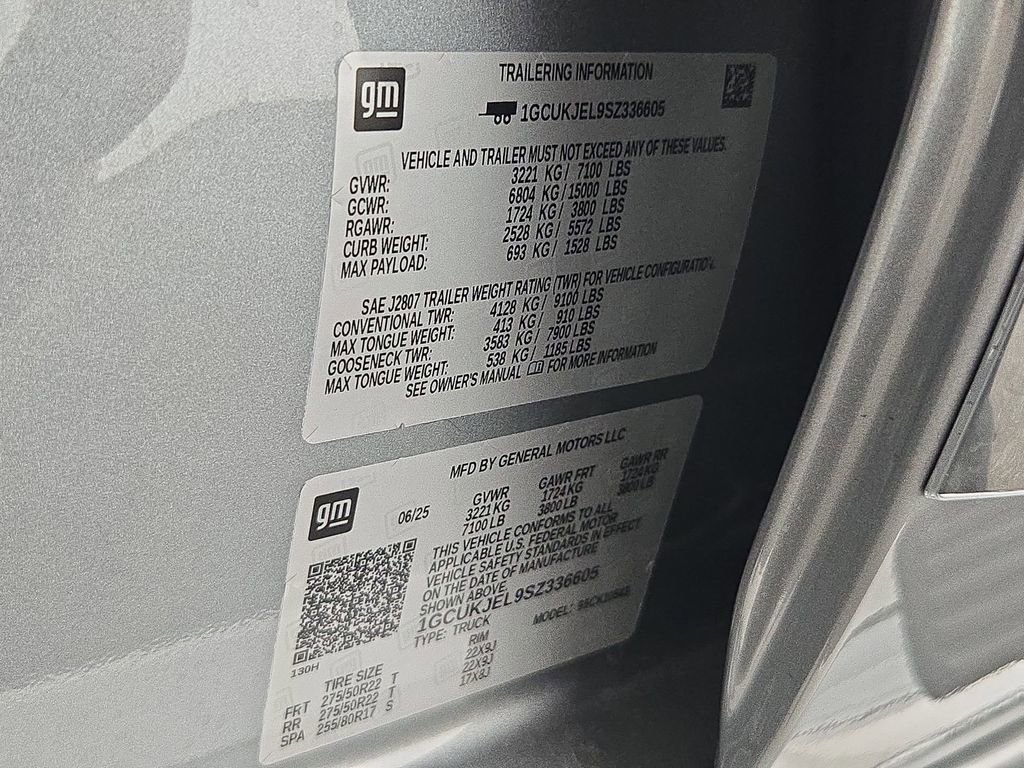 gm
TRAILERING INFORMATION
1GCUKJEL9SZ336605
VEHICLE AND TRAILER MUST NOT EXCEED ANY OF THESE VALUES.
GVWR: 3221 KG / 7100 LBS
GCWR: 6804 KG / 15000 LBS
RGAWR: 1724 KG / 3800 LBS
CURB WEIGHT: 2528 KG / 5572 LBS
MAX PAYLOAD: 693 KG / 1528 LBS
SAE J2807 TRAILER WEIGHT RATING (TWR) FOR VEHICLE CONFIGURATION.
CONVENTIONAL TWR: 4128 KG / 9100 LBS
MAX TONGUE WEIGHT: 413 KG / 910 LBS
GOOSENECK TWR: 3583 KG / 7900 LBS
MAX TONGUE WEIGHT: 538 KG / 1185 LBS
SEE OWNER'S MANUAL FOR MORE INFORMATION
gm
MFD BY GENERAL MOTORS LLC
06/25
GVWR GAWR FRT GAWR RR
3221 KG 1724 KG 1724 KG
7100 LB 3800 LB 3800 LB
THIS VEHICLE CONFORMS TO ALL
APPLICABLE U.S. FEDERAL MOTOR
VEHICLE SAFETY STANDARDS IN EFFECT
ON THE DATE OF MANUFACTURE
SHOWN ABOVE.
1GCUKJEL9SZ336605
TYPE: TRUCK MODEL:
130H
TIRE SIZE RIM
FRT 275/50R22 T 22X9J
RR 275/50R22 T 22X9J
SPA 255/80R17 S 17X8J